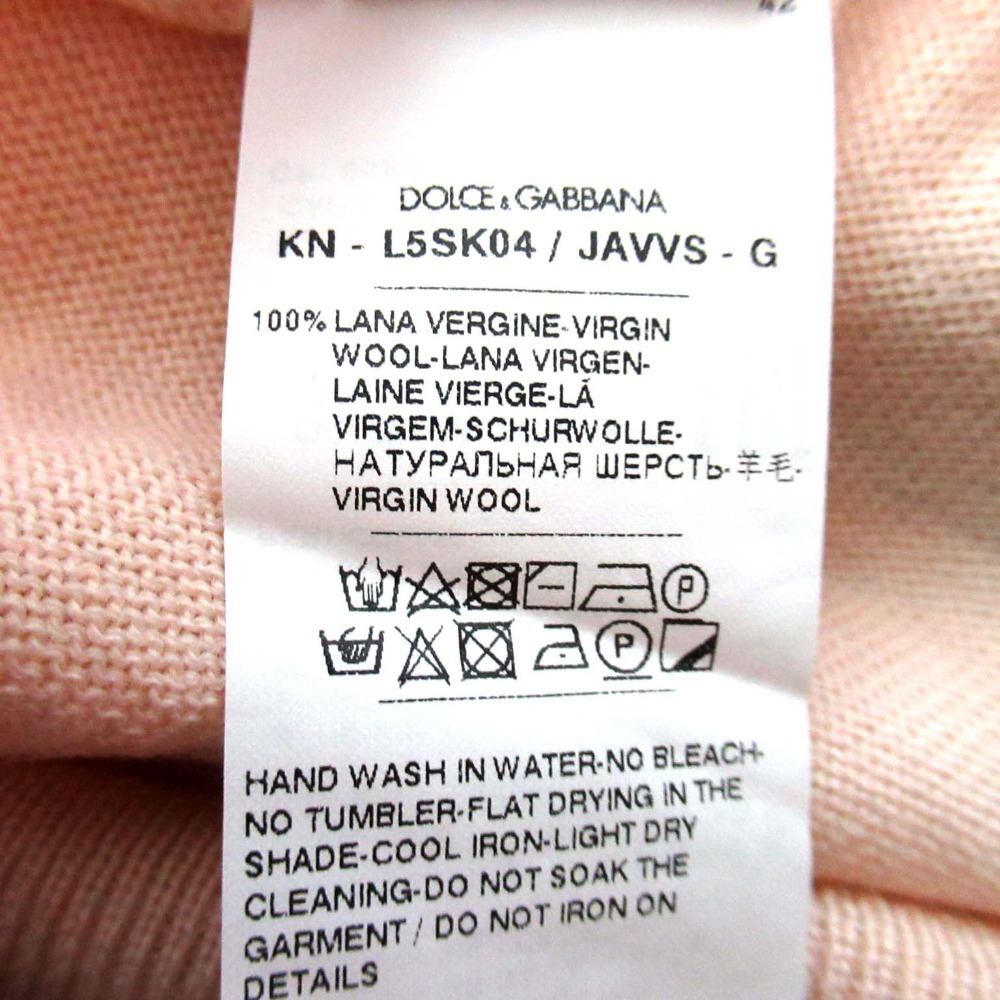 42
DOLCE & GABBANA
KN - L5SK04 / JAVVS - G
100% LANA VERGINE-VIRGIN
WOOL-LANA VIRGEN-
LAINE VIERGE-LÃ
VIRGEM-SCHURWOLLE-
НАТУРАЛЬНАЯ ШЕРСТЬ-羊毛-
VIRGIN WOOL
P
P
HAND WASH IN WATER-NO BLEACH-
NO TUMBLER-FLAT DRYING IN THE
SHADE-COOL IRON-LIGHT DRY
CLEANING-DO NOT SOAK THE
GARMENT / DO NOT IRON ON
DETAILS